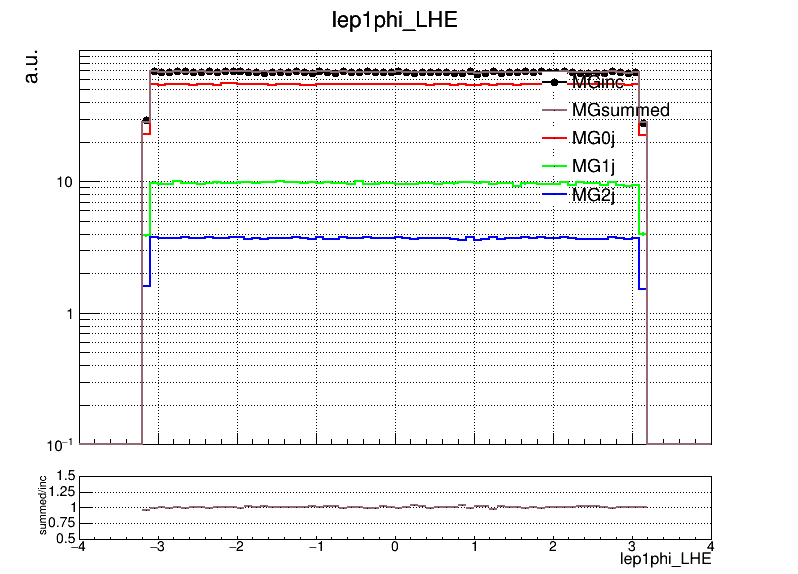 lep1phi_LHE
a.u.
MGinc
MGsummed
MG0j
MG1j
MG2j
10
1
10⁻¹
summed/inc
1.5
1.25
1
0.75
0.5
−4 −3 −2 −1 0 1 2 3 4
lep1phi_LHE